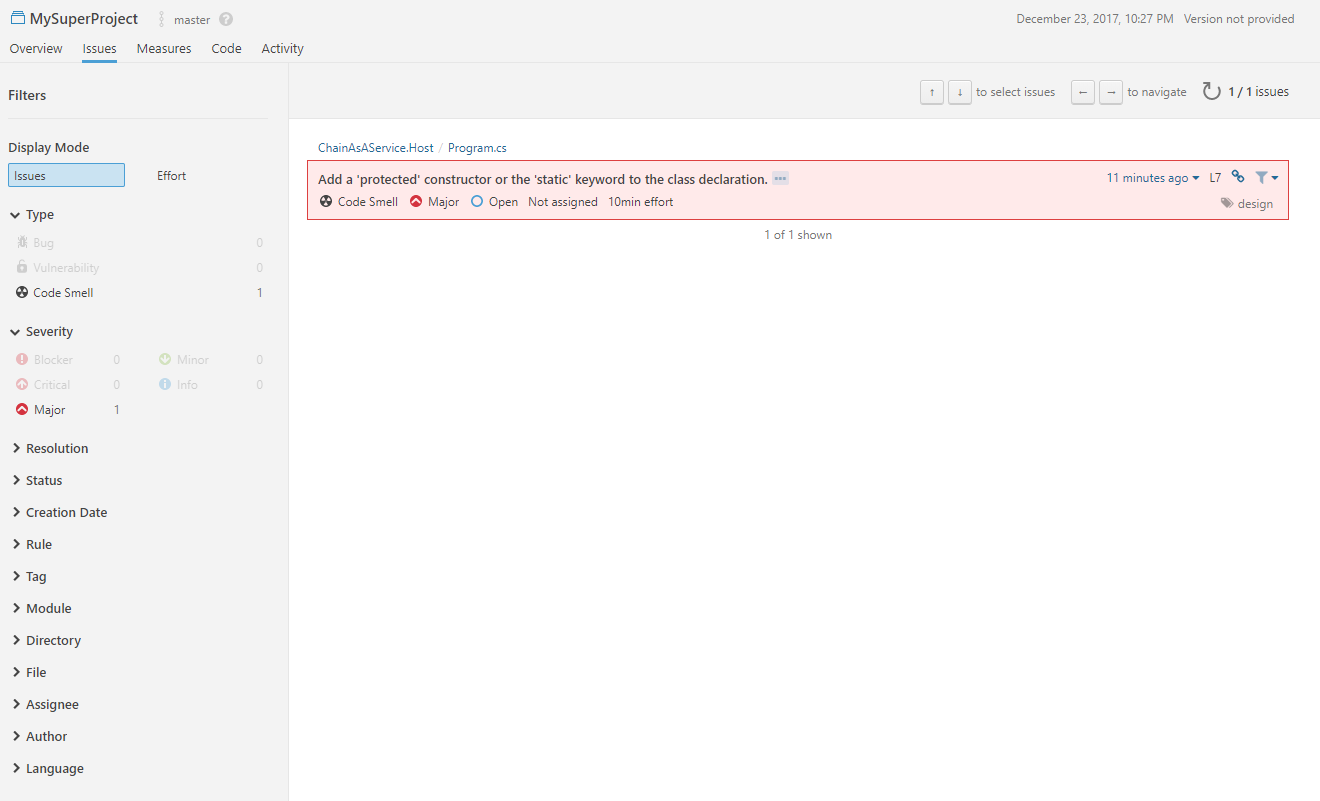 MySuperProject master ? December 23, 2017, 10:27 PM Version not provided
Overview Issues Measures Code Activity
Filters
↑ ↓ to select issues ← → to navigate 1 / 1 issues
Display Mode
Issues Effort
Type
Bug 0
Vulnerability 0
Code Smell 1
Severity
Blocker 0 Minor 0
Critical 0 Info 0
Major 1
Resolution
Status
Creation Date
Rule
Tag
Module
Directory
File
Assignee
Author
Language
ChainAsAService.Host / Program.cs
Add a 'protected' constructor or the 'static' keyword to the class declaration. 11 minutes ago L7
Code Smell Major Open Not assigned 10min effort design
1 of 1 shown